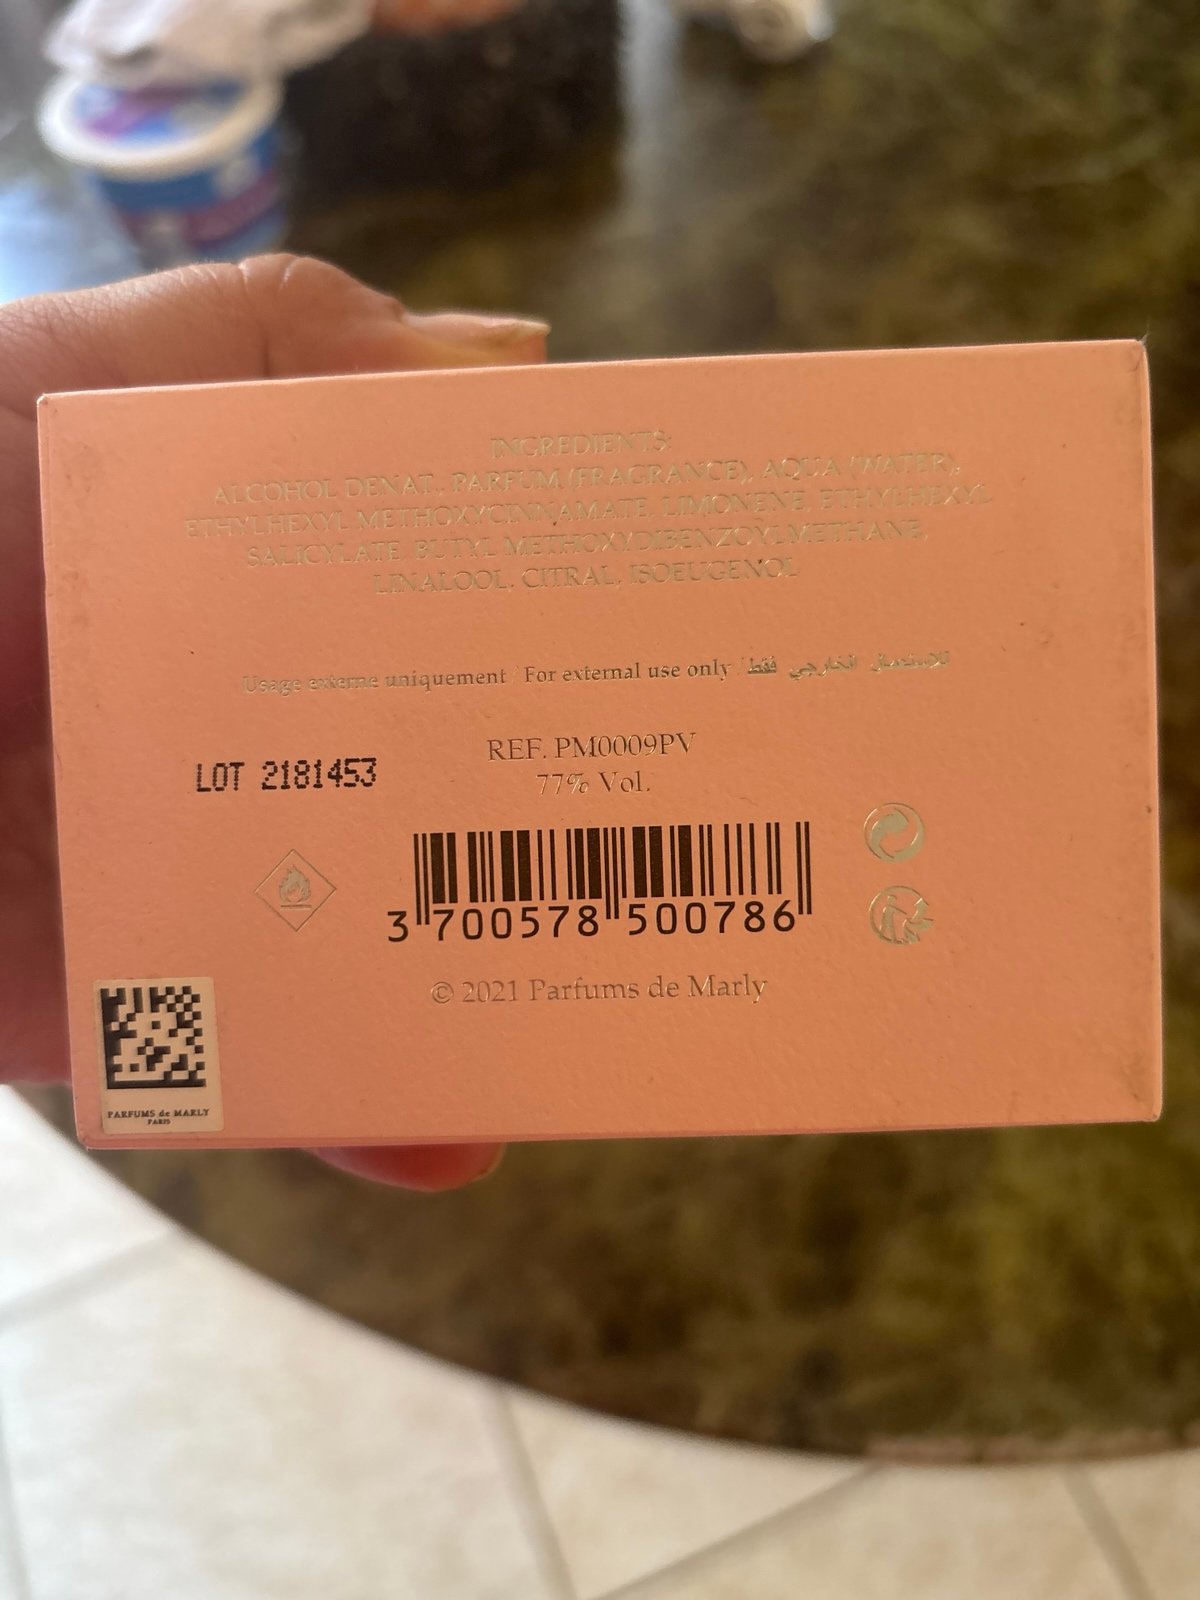 INGREDIENTS:
ALCOHOL DENAT., PARFUM (FRAGRANCE), AQUA (WATER),
ETHYLHEXYL METHOXYCINNAMATE, LIMONENE, ETHYLHEXYL
SALICYLATE, BUTYL METHOXYDIBENZOYLMETHANE,
LINALOOL, CITRAL, ISOEUGENOL
Usage externe uniquement / For external use only / للاستعمال الخارجي فقط
REF. PM0009PV
LOT 2181453
77% Vol.
3 700578 500786
© 2021 Parfums de Marly
PARFUMS de MARLY
PARIS